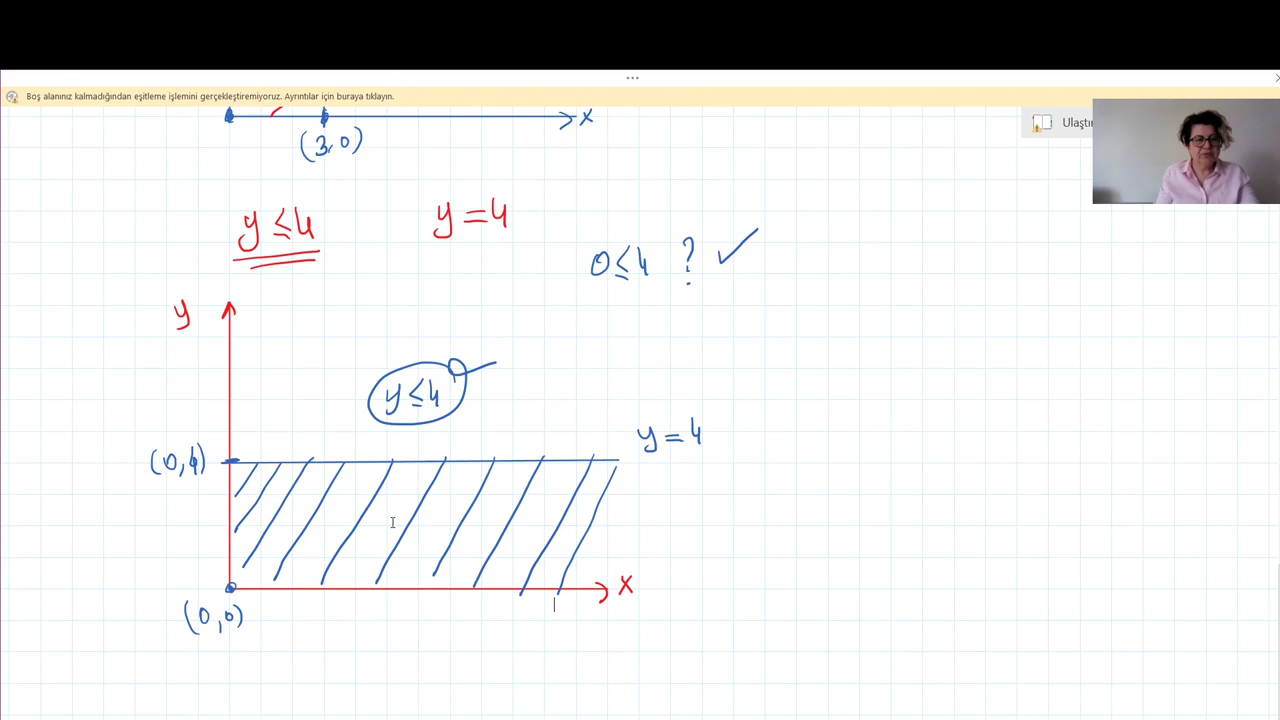 Boş alanınız kalmadığından eşitleme işlemini gerçekleştiremiyoruz. Ayrıntılar için buraya tıklayın.
x
Ulaştır
(3,0)
y≤4 y=4
0≤4 ? ✓
y
y≤4
y=4
(0,4)
x
(0,0)